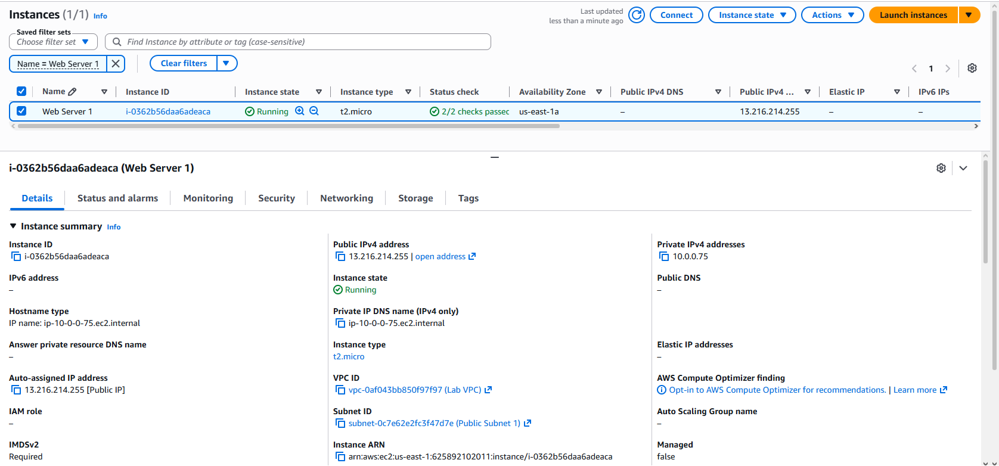 Instances (1/1) Info
Last updated
less than a minute ago
Connect
Instance state
Actions
Launch instances
Saved filter sets
Choose filter set
Find Instance by attribute or tag (case-sensitive)
Name = Web Server 1
Clear filters
1
Name Instance ID Instance state Instance type Status check Availability Zone Public IPv4 DNS Public IPv4 ... Elastic IP IPv6 IPs
Web Server 1 i-0362b56daa6adeaca Running t2.micro 2/2 checks passec us-east-1a – 13.216.214.255 – –
i-0362b56daa6adeaca (Web Server 1)
Details Status and alarms Monitoring Security Networking Storage Tags
Instance summary Info
Instance ID
i-0362b56daa6adeaca
Public IPv4 address
13.216.214.255 | open address
Private IPv4 addresses
10.0.0.75
IPv6 address
–
Instance state
Running
Public DNS
–
Hostname type
IP name: ip-10-0-0-75.ec2.internal
Private IP DNS name (IPv4 only)
ip-10-0-0-75.ec2.internal
Answer private resource DNS name
–
Instance type
t2.micro
Elastic IP addresses
–
Auto-assigned IP address
13.216.214.255 [Public IP]
VPC ID
vpc-0af043bb850f97f97 (Lab VPC)
AWS Compute Optimizer finding
Opt-in to AWS Compute Optimizer for recommendations. | Learn more
IAM role
–
Subnet ID
subnet-0c7e62e2fc3f47d7e (Public Subnet 1)
Auto Scaling Group name
–
IMDSv2
Required
Instance ARN
arn:aws:ec2:us-east-1:625892102011:instance/i-0362b56daa6adeaca
Managed
false